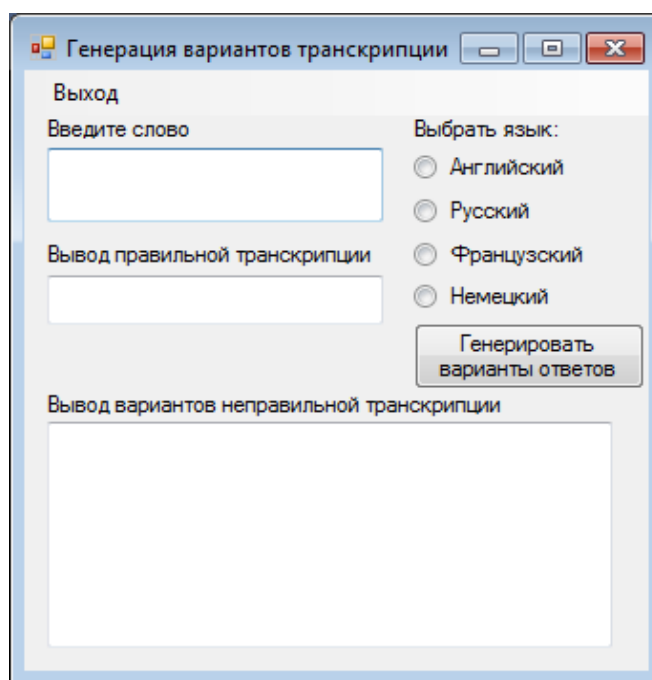 Генерация вариантов транскрипции
Выход
Введите слово
Выбрать язык:
Английский
Русский
Вывод правильной транскрипции
Французский
Немецкий
Генерировать
варианты ответов
Вывод вариантов неправильной транскрипции